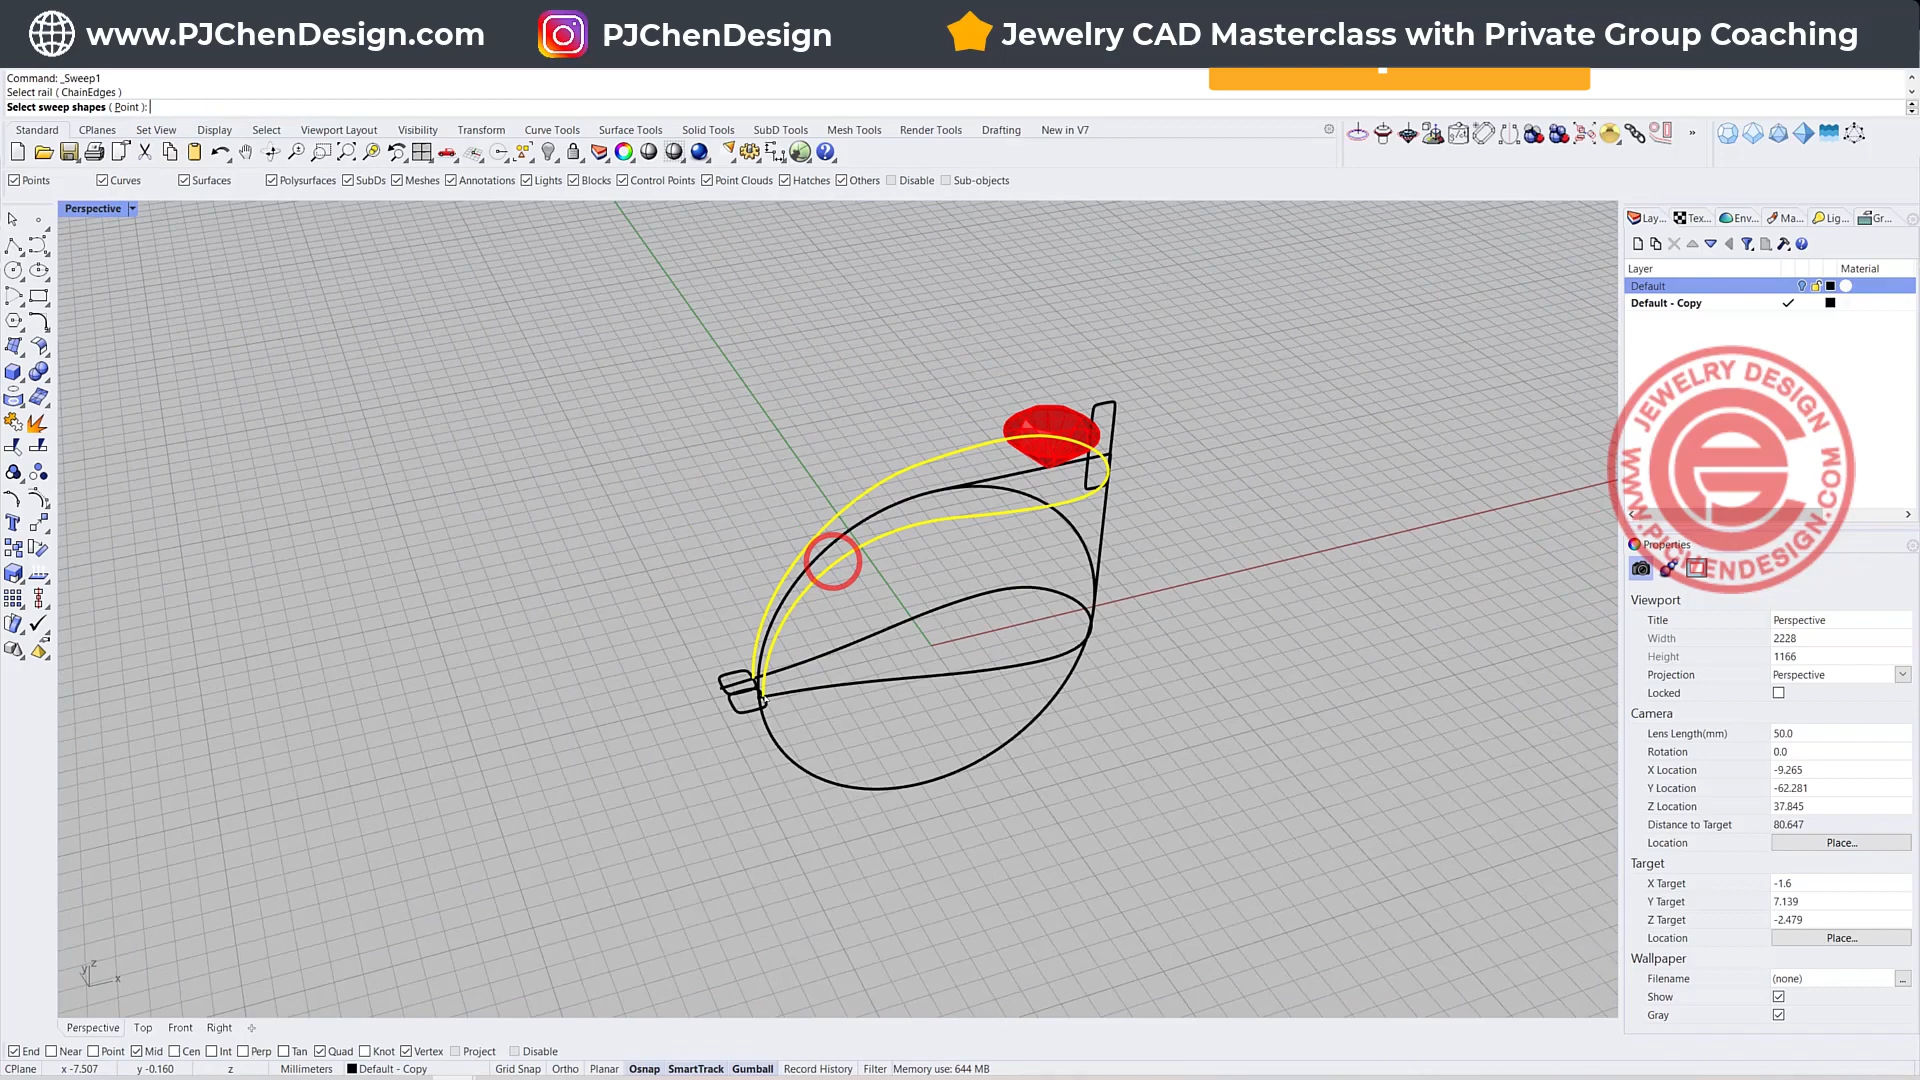 www.PJChenDesign.com
PJChenDesign
Jewelry CAD Masterclass with Private Group Coaching
Command: _Sweep1
Select rail ( ChainEdges )
Select sweep shapes ( Point ):
Standard CPlanes Set View Display Select Viewport Layout Visibility Transform Curve Tools Surface Tools Solid Tools SubD Tools Mesh Tools Render Tools Drafting New in V7
Points Curves Surfaces Polysurfaces SubDs Meshes Annotations Lights Blocks Control Points Point Clouds Hatches Others Disable Sub-objects
Perspective
Lay... Tex... Env... Ma... Lig... Gr...
Layer Material
Default
Default - Copy
JEWELRY DESIGN
WWW.PJCHENDESIGN.COM
Properties
Viewport
Title Perspective
Width 2228
Height 1166
Projection Perspective
Locked
Camera
Lens Length(mm) 50.0
Rotation 0.0
X Location -9.265
Y Location -62.281
Z Location 37.845
Distance to Target 80.647
Location Place...
Target
X Target -1.6
Y Target 7.139
Z Target -2.479
Location Place...
Wallpaper
Filename (none) ...
Show
Gray
y z x
Perspective Top Front Right
End Near Point Mid Cen Int Perp Tan Quad Knot Vertex Project Disable
CPlane x -7.507 y -0.160 z Millimeters Default - Copy Grid Snap Ortho Planar Osnap SmartTrack Gumball Record History Filter Memory use: 644 MB